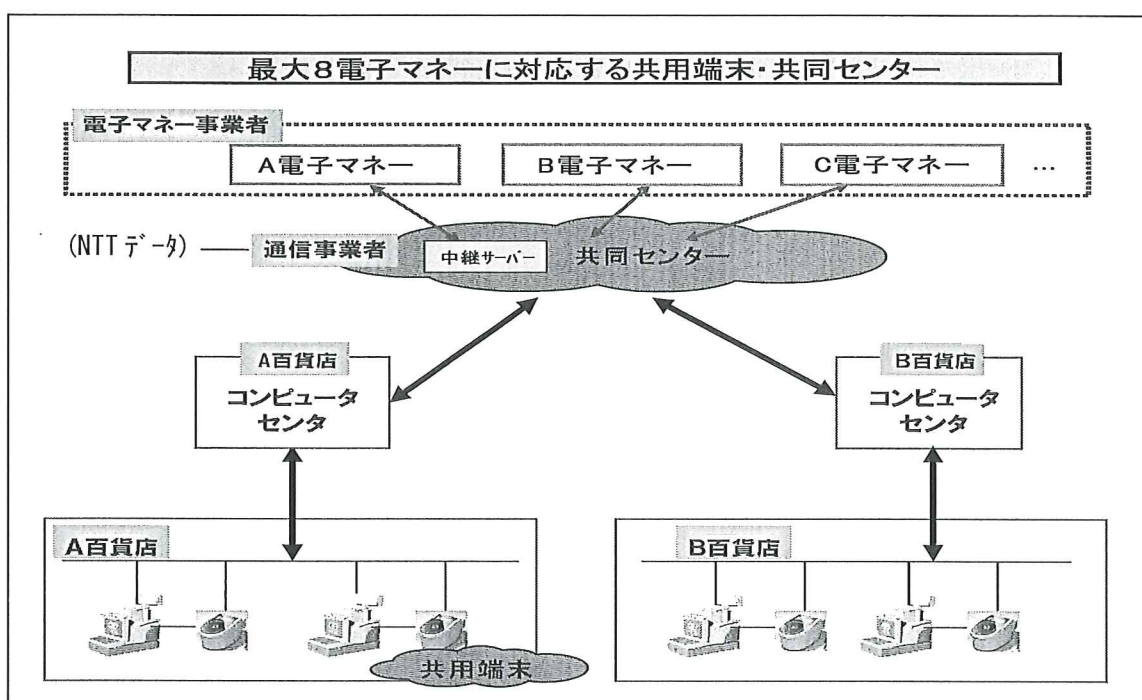 最大8電子マネーに対応する共用端末・共同センター
電子マネー事業者
A電子マネー
B電子マネー
C電子マネー
…
(NTTデータ)
通信事業者
中継サーバー
共同センター
A百貨店
コンピュータ
センタ
B百貨店
コンピュータ
センタ
A百貨店
B百貨店
共用端末